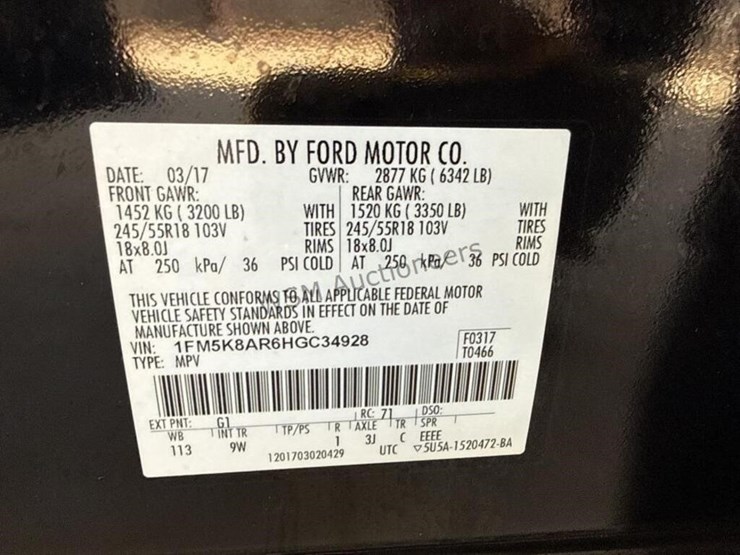 MFD. BY FORD MOTOR CO.
DATE: 03/17 GVWR: 2877 KG ( 6342 LB)
FRONT GAWR: REAR GAWR:
1452 KG ( 3200 LB) WITH 1520 KG ( 3350 LB) WITH
245/55R18 103V TIRES 245/55R18 103V TIRES
18x8.0J RIMS 18x8.0J RIMS
AT 250 kPa/ 36 PSI COLD AT 250 kPa/ 36 PSI COLD
THIS VEHICLE CONFORMS TO ALL APPLICABLE FEDERAL MOTOR
VEHICLE SAFETY STANDARDS IN EFFECT ON THE DATE OF
MANUFACTURE SHOWN ABOVE.
VIN: 1FM5K8AR6HGC34928 F0317
TYPE: MPV T0466
EXT PNT: G1 RC: 71 DSO:
WB INT TR TP/PS R AXLE TR SPR
113 9W 1 3J C EEEE
1201703020429 UTC ▽5U5A-1520472-BA
Auctioneers